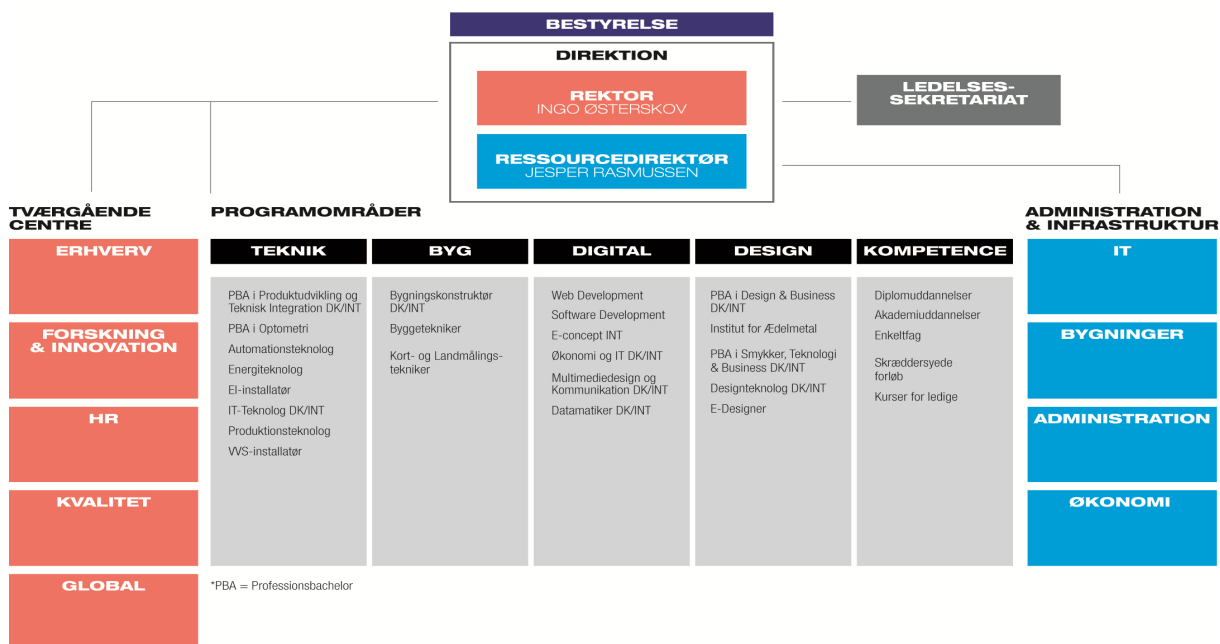 BESTYRELSE
DIREKTION
REKTOR
INGO ØSTERSKOV
RESSOURCEDIREKTØR
JESPER RASMUSSEN
LEDELSES-
SEKRETARIAT
TVÆRGÅENDE
CENTRE
ERHVERV
FORSKNING
& INNOVATION
HR
KVALITET
GLOBAL
PROGRAMOMRÅDER
TEKNIK
PBA i Produktudvikling og
Teknisk Integration DK/INT
PBA i Optometri
Automationsteknolog
Energiteknolog
El-installatør
IT-Teknolog DK/INT
Produktionsteknolog
VVS-installatør
BYG
Bygningskonstruktør
DK/INT
Byggetekniker
Kort- og Landmålings-
tekniker
DIGITAL
Web Development
Software Development
E-concept INT
Økonomi og IT DK/INT
Multimediedesign og
Kommunikation DK/INT
Datamatiker DK/INT
DESIGN
PBA i Design & Business
DK/INT
Institut for Ædelmetal
PBA i Smykker, Teknologi
& Business DK/INT
Designteknolog DK/INT
E-Designer
KOMPETENCE
Diplomuddannelser
Akademiuddannelser
Enkeltfag
Skræddersyede
forløb
Kurser for ledige
*PBA = Professionsbachelor
ADMINISTRATION
& INFRASTRUKTUR
IT
BYGNINGER
ADMINISTRATION
ØKONOMI